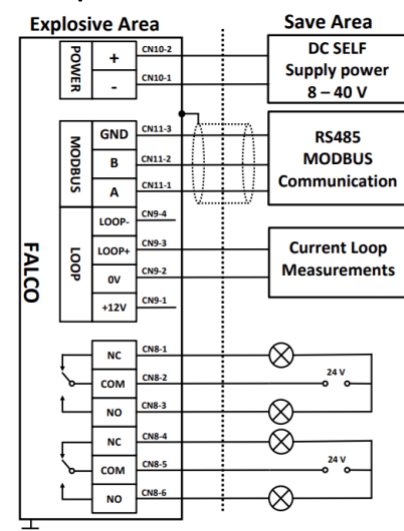 Explosive Area
Save Area
POWER
+
CN10-2
-
CN10-1
DC SELF
Supply power
8 – 40 V
MODBUS
GND
CN11-3
B
CN11-2
A
CN11-1
RS485
MODBUS
Communication
FALCO
LOOP
LOOP-
CN9-4
LOOP+
CN9-3
0V
CN9-2
+12V
CN9-1
Current Loop
Measurements
NC
CN8-1
COM
CN8-2
24 V
NO
CN8-3
NC
CN8-4
COM
CN8-5
24 V
NO
CN8-6